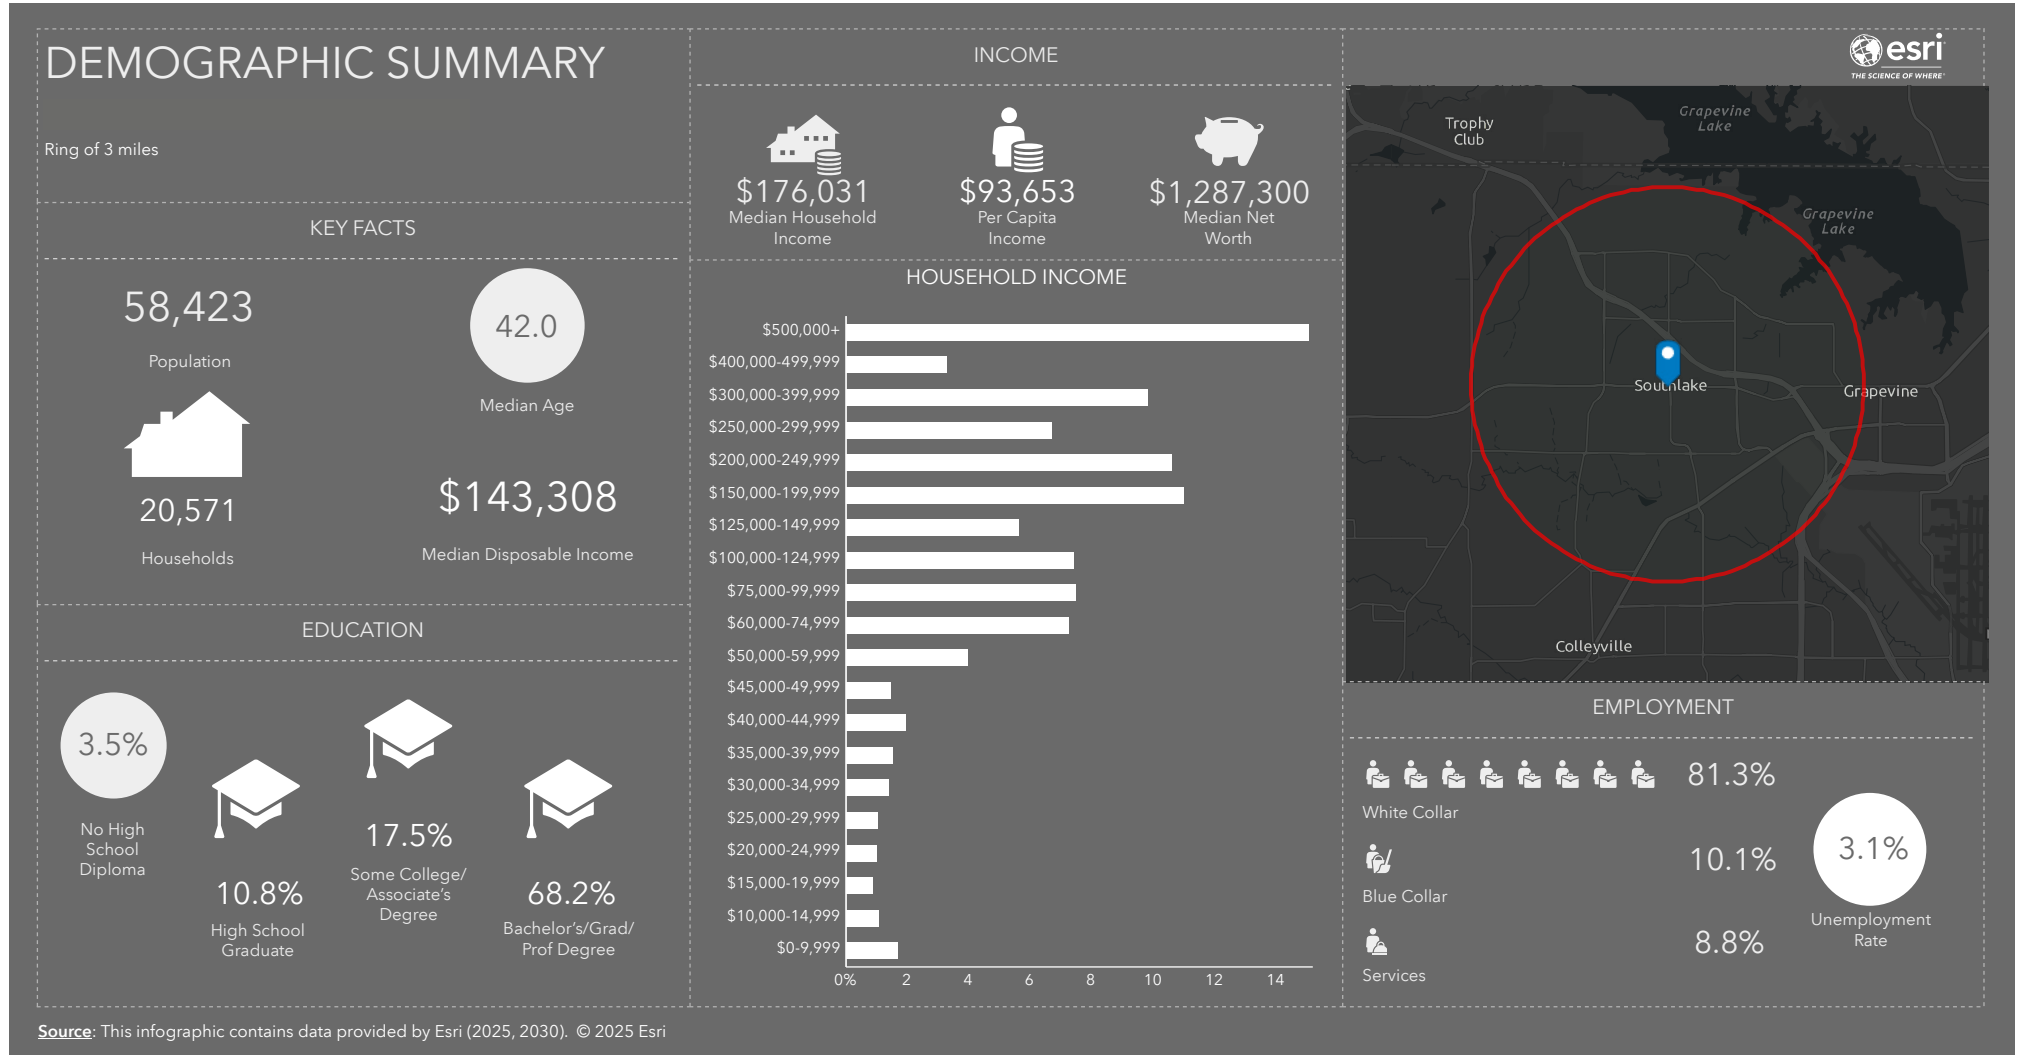 DEMOGRAPHIC SUMMARY
Ring of 3 miles
KEY FACTS
58,423
Population
42.0
Median Age
20,571
Households
$143,308
Median Disposable Income
EDUCATION
3.5%
No High
School
Diploma
10.8%
High School
Graduate
17.5%
Some College/
Associate's
Degree
68.2%
Bachelor's/Grad/
Prof Degree
INCOME
$176,031
Median Household
Income
$93,653
Per Capita
Income
$1,287,300
Median Net
Worth
HOUSEHOLD INCOME
$500,000+
$400,000-499,999
$300,000-399,999
$250,000-299,999
$200,000-249,999
$150,000-199,999
$125,000-149,999
$100,000-124,999
$75,000-99,999
$60,000-74,999
$50,000-59,999
$45,000-49,999
$40,000-44,999
$35,000-39,999
$30,000-34,999
$25,000-29,999
$20,000-24,999
$15,000-19,999
$10,000-14,999
$0-9,999
0% 2 4 6 8 10 12 14
esri
THE SCIENCE OF WHERE
Trophy
Club
Grapevine
Lake
Grapevine
Lake
Southlake
Grapevine
Colleyville
EMPLOYMENT
81.3%
White Collar
10.1%
Blue Collar
8.8%
Services
3.1%
Unemployment
Rate
Source: This infographic contains data provided by Esri (2025, 2030). © 2025 Esri